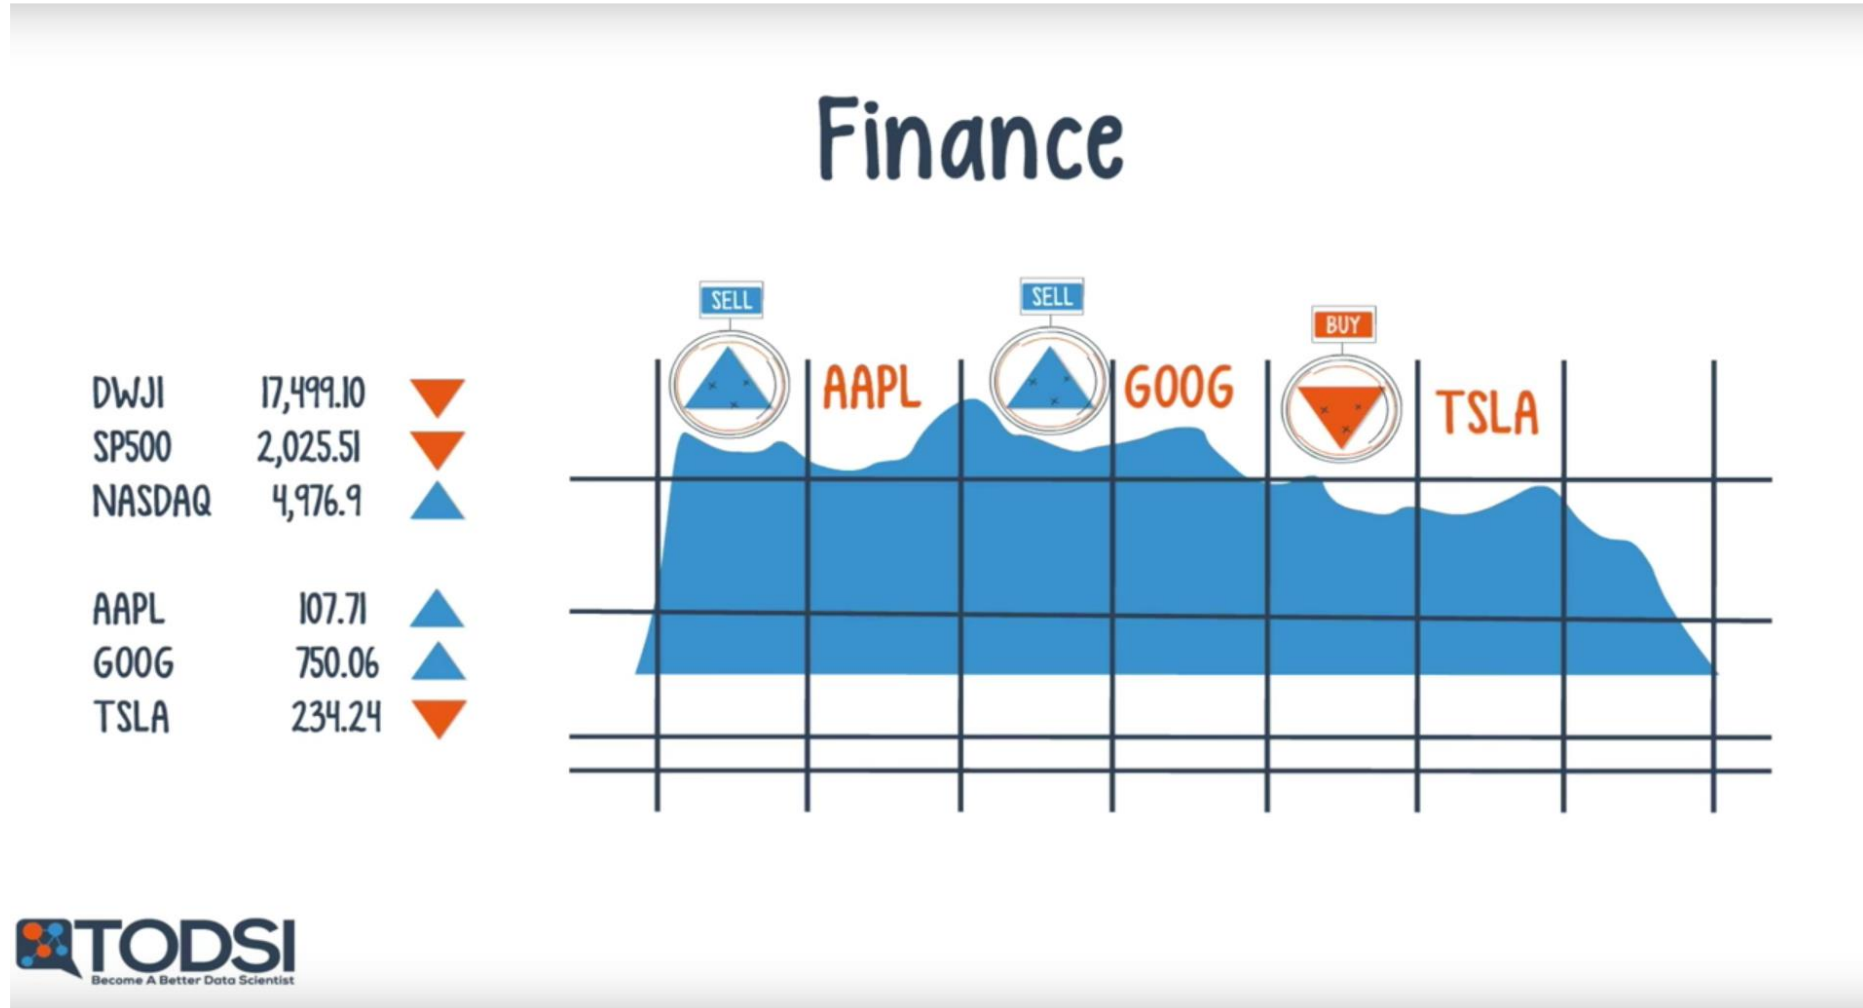 Finance
DWJI 17,499.10
SP500 2,025.51
NASDAQ 4,976.9
AAPL 107.71
GOOG 750.06
TSLA 234.24
SELL
AAPL
SELL
GOOG
BUY
TSLA
TODSI
Become A Better Data Scientist